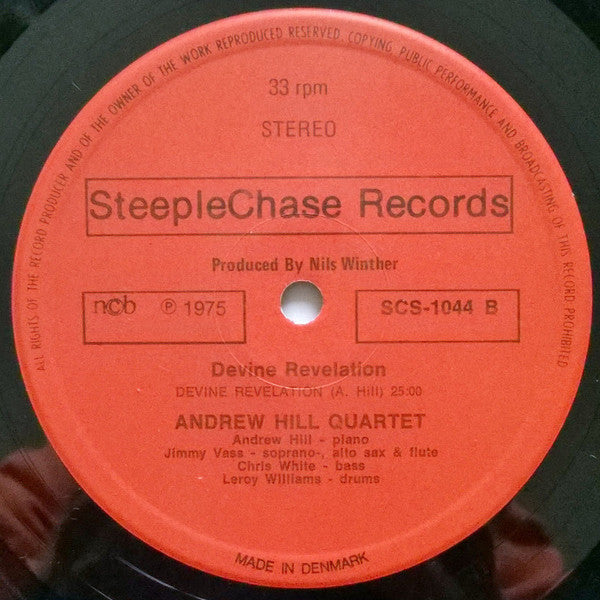 ALL RIGHTS OF THE RECORD PRODUCER AND OF THE OWNER OF THE WORK REPRODUCED RESERVED. COPYING, PUBLIC PERFORMANCE AND BROADCASTING OF THIS RECORD PROHIBITED
33 rpm
STEREO
SteepleChase Records
Produced By Nils Winther
ncb ℗ 1975
SCS-1044 B
Devine Revelation
DEVINE REVELATION (A. Hill) 25:00
ANDREW HILL QUARTET
Andrew Hill - piano
Jimmy Vass - soprano-, alto sax & flute
Chris White - bass
Leroy Williams - drums
MADE IN DENMARK